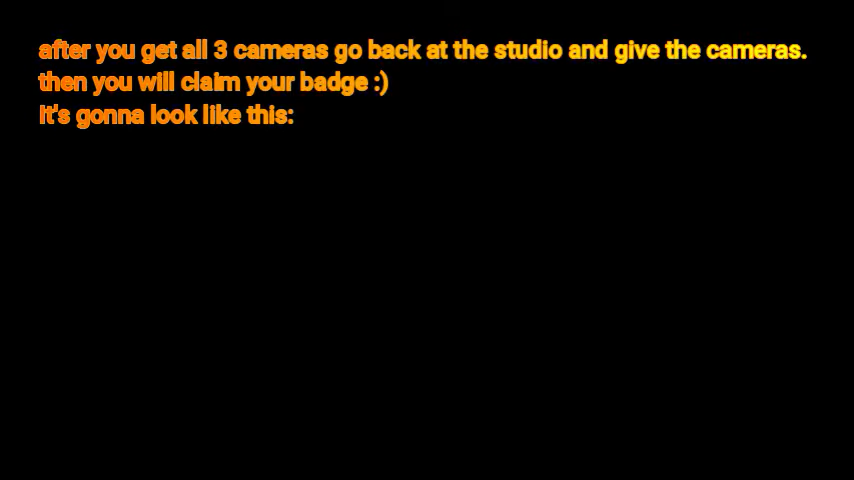 after you get all 3 cameras go back at the studio and give the cameras.
then you will claim your badge :)
It's gonna look like this: